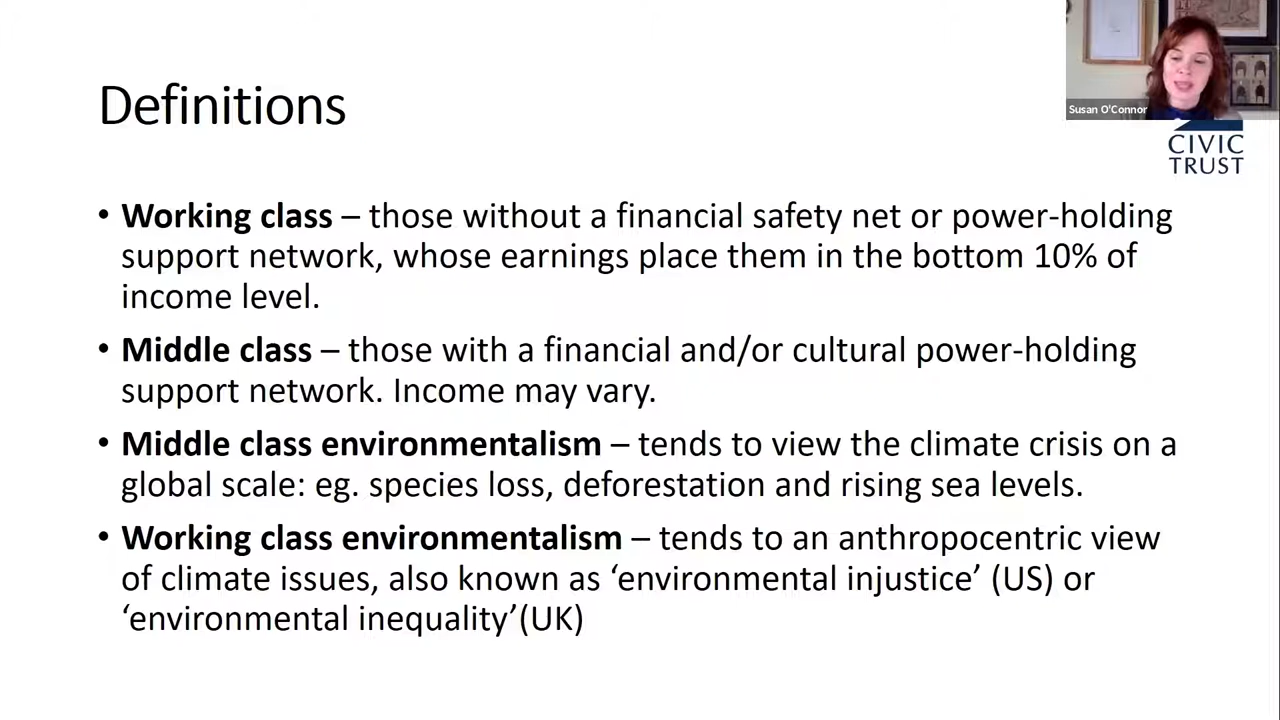 Susan O'Connor
CIVIC
TRUST
Definitions
• Working class – those without a financial safety net or power-holding
support network, whose earnings place them in the bottom 10% of
income level.
• Middle class – those with a financial and/or cultural power-holding
support network. Income may vary.
• Middle class environmentalism – tends to view the climate crisis on a
global scale: eg. species loss, deforestation and rising sea levels.
• Working class environmentalism – tends to an anthropocentric view
of climate issues, also known as ‘environmental injustice’ (US) or
‘environmental inequality’(UK)